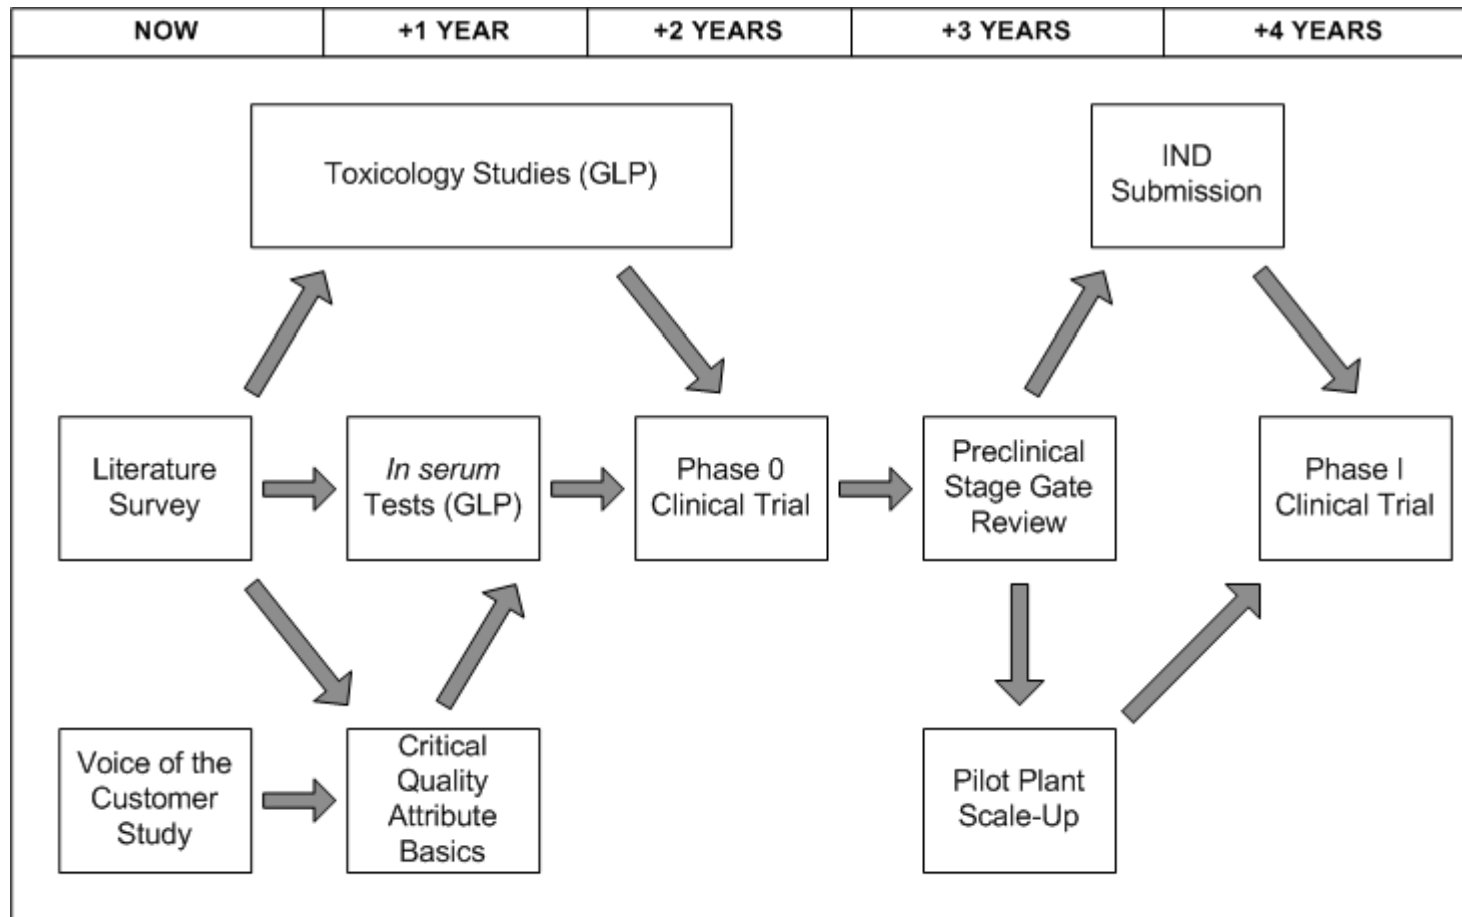 NOW
+1 YEAR
+2 YEARS
+3 YEARS
+4 YEARS
Toxicology Studies (GLP)
IND
Submission
Literature
Survey
In serum
Tests (GLP)
Phase 0
Clinical Trial
Preclinical
Stage Gate
Review
Phase I
Clinical Trial
Voice of the
Customer
Study
Critical
Quality
Attribute
Basics
Pilot Plant
Scale-Up